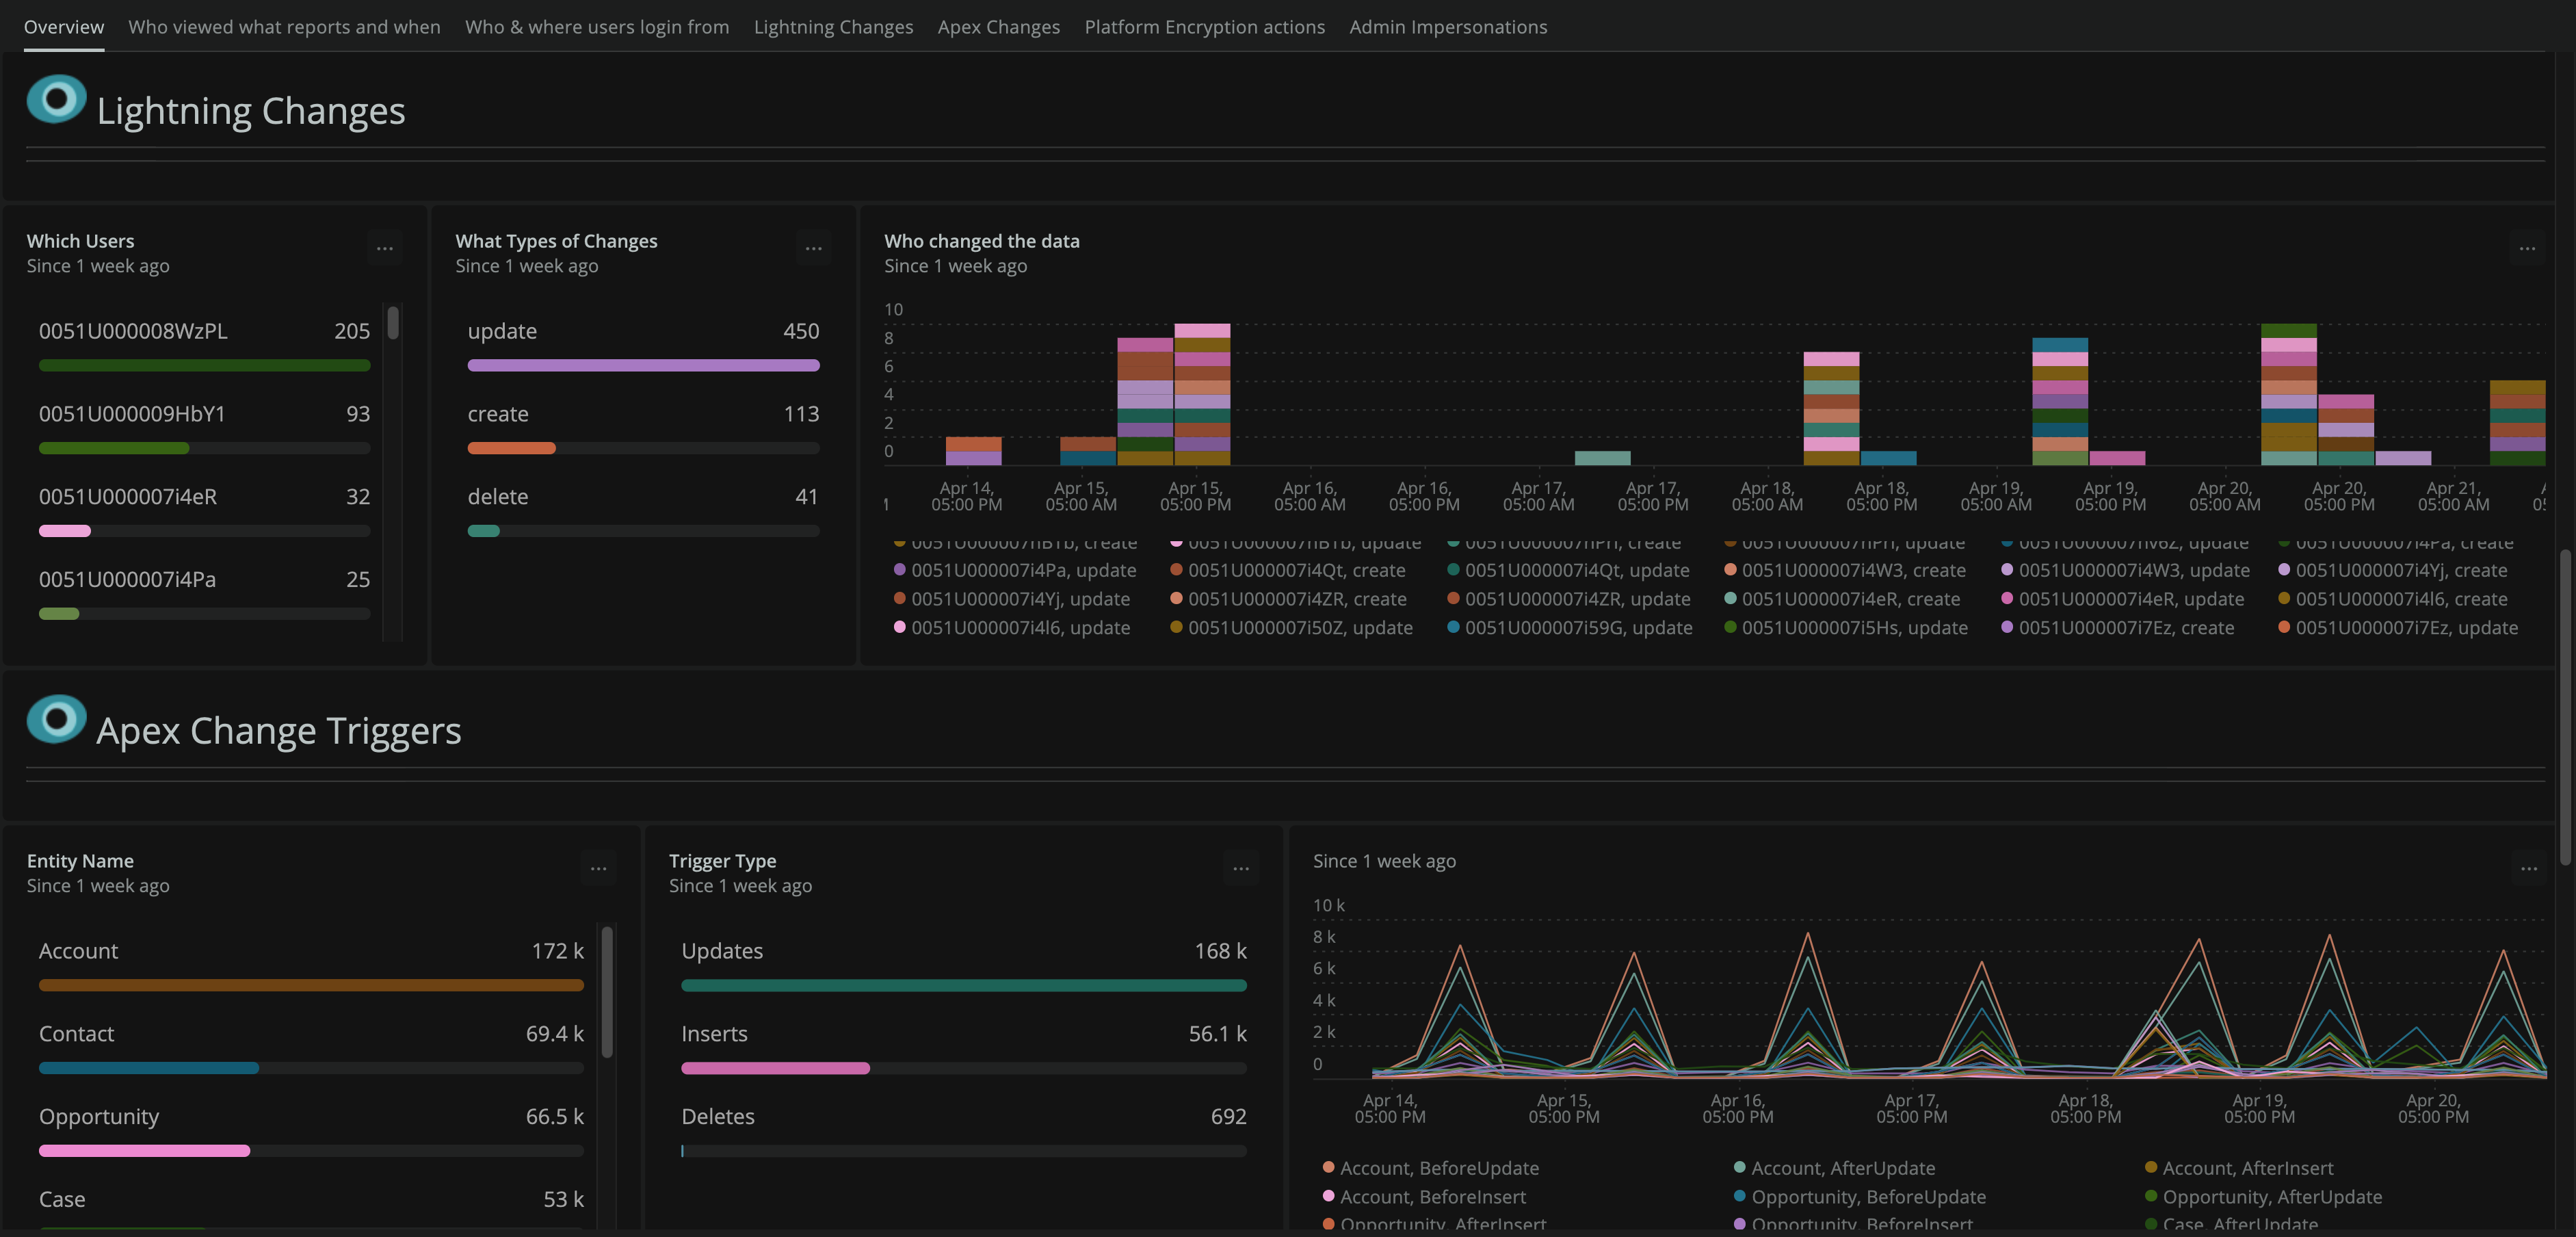 Overview Who viewed what reports and when Who & where users login from Lightning Changes Apex Changes Platform Encryption actions Admin Impersonations
Lightning Changes
Which Users
Since 1 week ago
0051U000008WzPL 205
0051U000009HbY1 93
0051U000007i4eR 32
0051U000007i4Pa 25
What Types of Changes
Since 1 week ago
update 450
create 113
delete 41
Who changed the data
Since 1 week ago
10
8
6
4
2
0
Apr 14, 05:00 PM
Apr 15, 05:00 AM
Apr 15, 05:00 PM
Apr 16, 05:00 AM
Apr 16, 05:00 PM
Apr 17, 05:00 AM
Apr 17, 05:00 PM
Apr 18, 05:00 AM
Apr 18, 05:00 PM
Apr 19, 05:00 AM
Apr 19, 05:00 PM
Apr 20, 05:00 AM
Apr 20, 05:00 PM
Apr 21, 05:00 AM
0051U000007i4Pa, update 0051U000007i4Qt, create 0051U000007i4Qt, update 0051U000007i4W3, create 0051U000007i4W3, update 0051U000007i4Yj, create
0051U000007i4Yj, update 0051U000007i4ZR, create 0051U000007i4ZR, update 0051U000007i4eR, create 0051U000007i4eR, update 0051U000007i4l6, create
0051U000007i4l6, update 0051U000007i50Z, update 0051U000007i59G, update 0051U000007i5Hs, update 0051U000007i7Ez, create 0051U000007i7Ez, update
Apex Change Triggers
Entity Name
Since 1 week ago
Account 172 k
Contact 69.4 k
Opportunity 66.5 k
Case 53 k
Trigger Type
Since 1 week ago
Updates 168 k
Inserts 56.1 k
Deletes 692
Since 1 week ago
10 k
8 k
6 k
4 k
2 k
0
Apr 14, 05:00 PM
Apr 15, 05:00 PM
Apr 16, 05:00 PM
Apr 17, 05:00 PM
Apr 18, 05:00 PM
Apr 19, 05:00 PM
Apr 20, 05:00 PM
Account, BeforeUpdate Account, AfterUpdate Account, AfterInsert
Account, BeforeInsert Opportunity, BeforeUpdate Opportunity, AfterUpdate
Opportunity, AfterInsert Opportunity, BeforeInsert Case, AfterUpdate